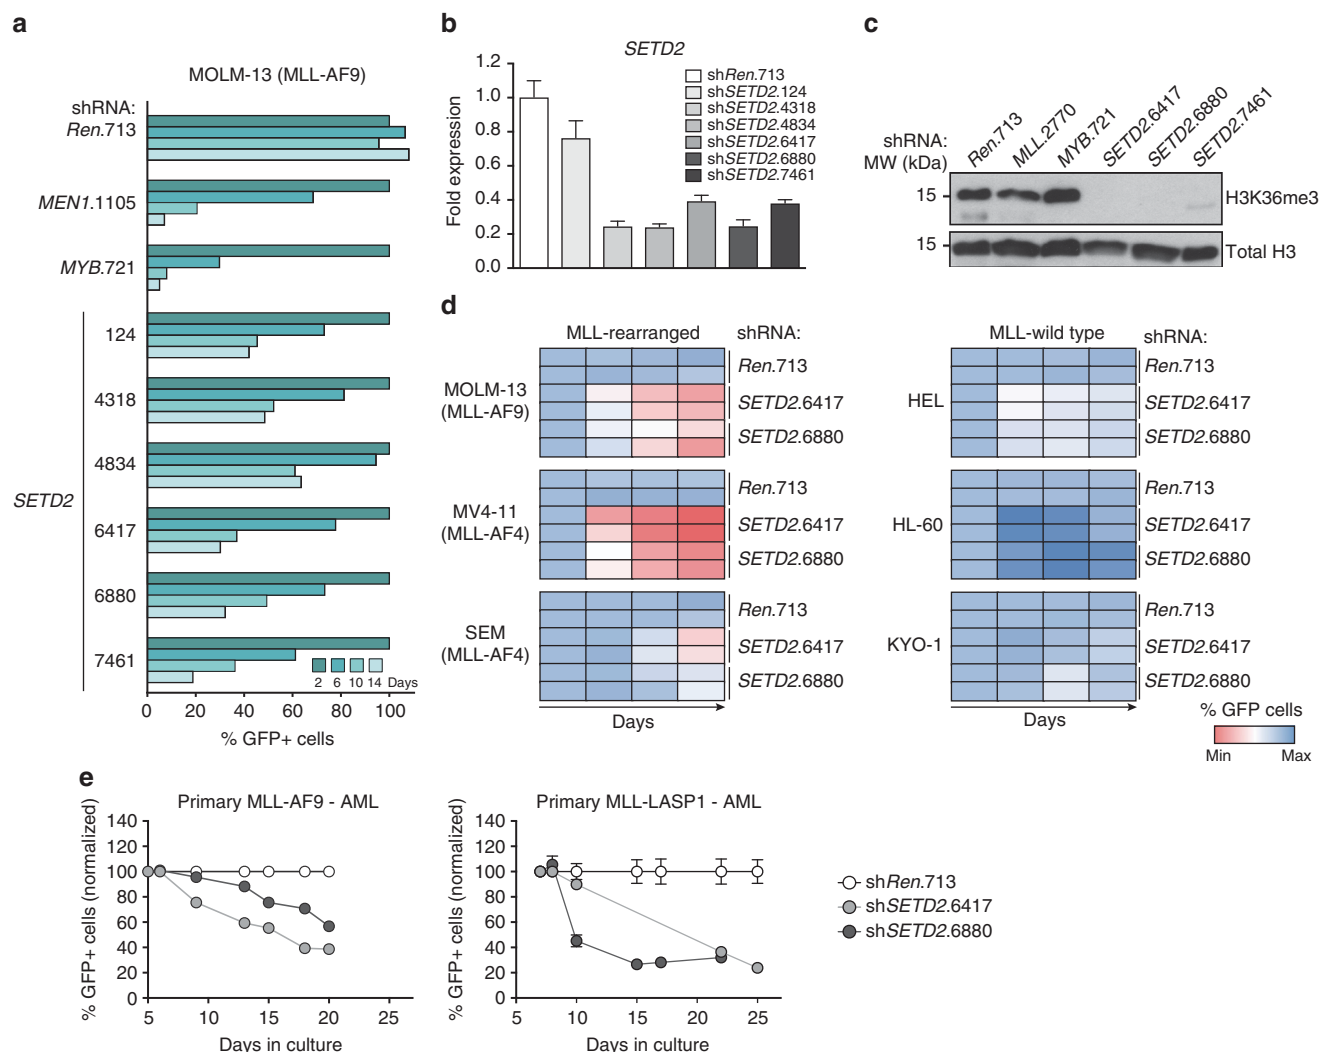 a
MOLM-13 (MLL-AF9)
shRNA:
Ren.713
MEN1.1105
MYB.721
SETD2
124
4318
4834
6417
6880
7461
2 6 10 14 Days
0 20 40 60 80 100
% GFP+ cells
b
SETD2
Fold expression
1.2
1.0
0.8
0.6
0.4
0.2
0.0
shRen.713
shSETD2.124
shSETD2.4318
shSETD2.4834
shSETD2.6417
shSETD2.6880
shSETD2.7461
c
shRNA:
MW (kDa)
Ren.713
MLL.2770
MYB.721
SETD2.6417
SETD2.6880
SETD2.7461
15
H3K36me3
15
Total H3
d
MLL-rearranged
shRNA:
MOLM-13
(MLL-AF9)
Ren.713
SETD2.6417
SETD2.6880
MV4-11
(MLL-AF4)
Ren.713
SETD2.6417
SETD2.6880
SEM
(MLL-AF4)
Ren.713
SETD2.6417
SETD2.6880
Days
MLL-wild type
shRNA:
HEL
Ren.713
SETD2.6417
SETD2.6880
HL-60
Ren.713
SETD2.6417
SETD2.6880
KYO-1
Ren.713
SETD2.6417
SETD2.6880
Days
% GFP cells
Min Max
e
Primary MLL-AF9 - AML
% GFP+ cells (normalized)
140
120
100
80
60
40
20
0
5 10 15 20 25
Days in culture
Primary MLL-LASP1 - AML
% GFP+ cells (normalized)
140
120
100
80
60
40
20
0
5 10 15 20 25
Days in culture
shRen.713
shSETD2.6417
shSETD2.6880